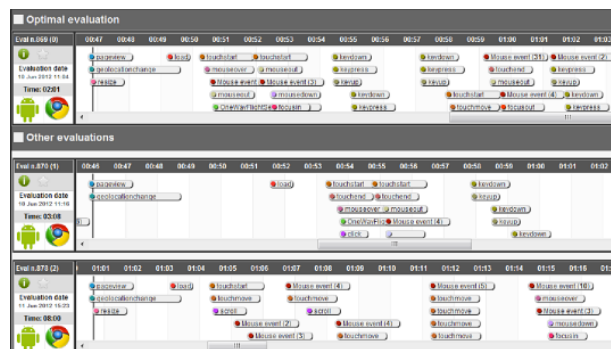 Optimal evaluation
Eval n.869 (0) 00:47 00:48 00:49 00:50 00:51 00:52 00:53 00:54 00:55 00:56 00:57 00:58 00:59 01:00 01:01 01:02 01:03
pageview load touchstart touchstart keydown keydown Mouse event (31) Mouse event (2)
Evaluation date geolocationchange mouseover mouseout keypress keypress touchend keypress
10 Jun 2012 11:04 resize Mouse event Mouse event (3) keyup keyup mouseout keyup
Time: 02:01 mouseout mousedown keydown touchstart Mouse event (4) keydown
focusin keypress touchmove focusout keypress
Other evaluations
Eval n.870 (1) 00:46 00:47 00:48 00:49 00:50 00:51 00:52 00:53 00:54 00:55 00:56 00:57 00:58 00:59 01:00 01:01 01:02
pageview load touchstart touchstart keydown
Evaluation date geolocationchange touchend touchend keyup
10 Jun 2012 11:10 mouseover mouseout keydown
Time: 03:08 Mouse event (4) keyup
click keydown
Eval n.873 (2) 01:01 01:02 01:03 01:04 01:05 01:06 01:07 01:08 01:09 01:10 01:11 01:12 01:13 01:14 01:15 01:16
pageview load touchstart Mouse event (4) Mouse event (5) Mouse event (10)
Evaluation date geolocationchange touchmove touchmove touchmove mouseover
11 Jun 2012 15:23 resize scroll scroll touchmove Mouse event (3)
Time: 08:00 Mouse event (2) Mouse event (4) touchmove mousedown
Mouse event (3) touchmove touchmove focusin